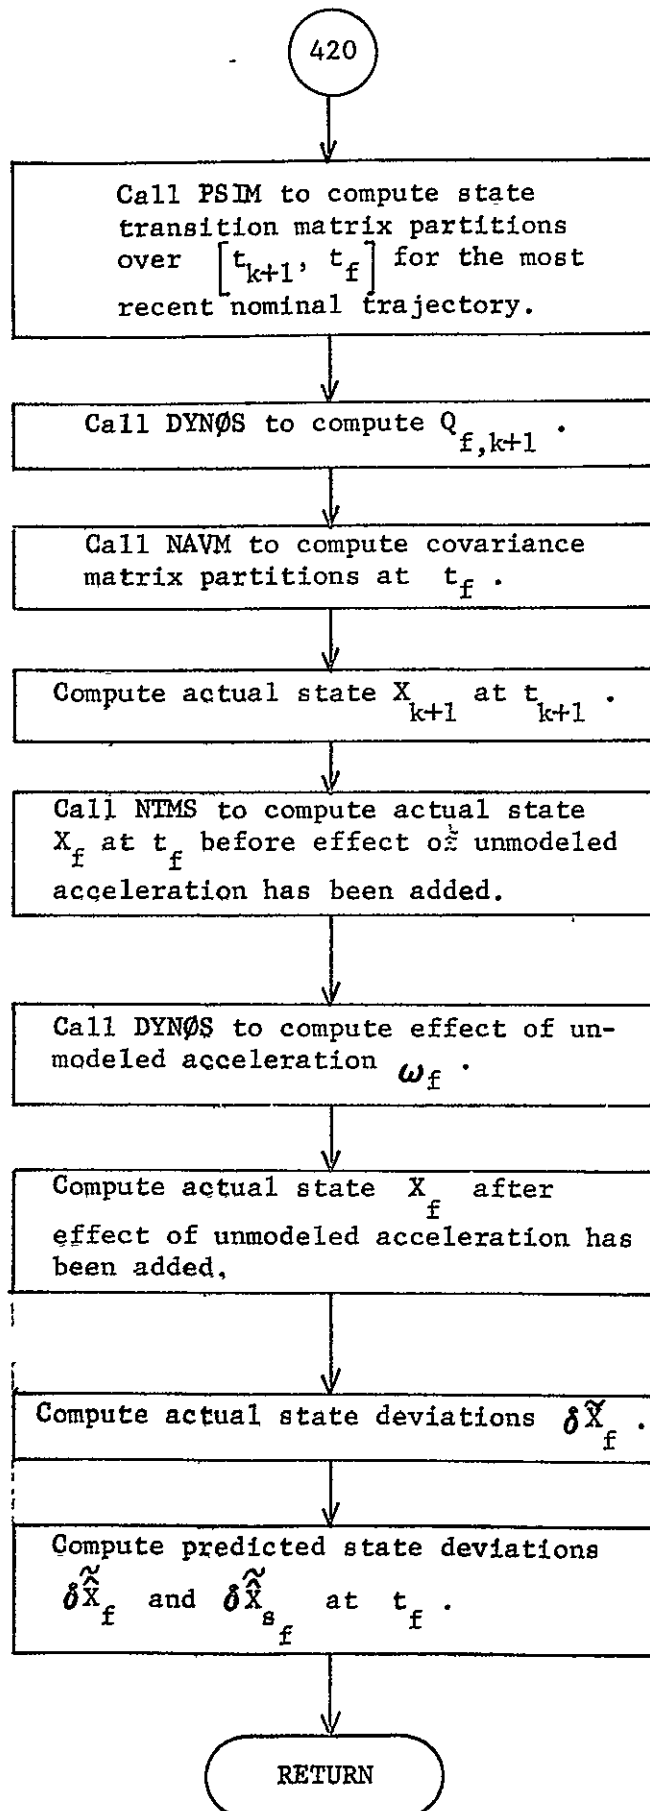 420
Call PSIM to compute state
transition matrix partitions
over [t_{k+1}, t_f] for the most
recent nominal trajectory.
Call DYNØS to compute Q_{f,k+1} .
Call NAVM to compute covariance
matrix partitions at t_f .
Compute actual state X_{k+1} at t_{k+1} .
Call NTMS to compute actual state
X_f at t_f before effect of unmodeled
acceleration has been added.
Call DYNØS to compute effect of un-
modeled acceleration ω_f .
Compute actual state X_f after
effect of unmodeled acceleration has
been added,
Compute actual state deviations δX̃_f .
Compute predicted state deviations
δX̂̃_f and δX̂̃_{s_f} at t_f .
RETURN